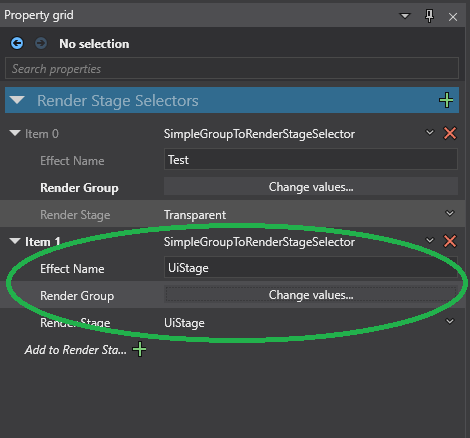 Property grid
No selection
Search properties
Render Stage Selectors
Item 0 SimpleGroupToRenderStageSelector
Effect Name Test
Render Group Change values...
Render Stage Transparent
Item 1 SimpleGroupToRenderStageSelector
Effect Name UiStage
Render Group Change values...
Render Stage UiStage
Add to Render Sta...